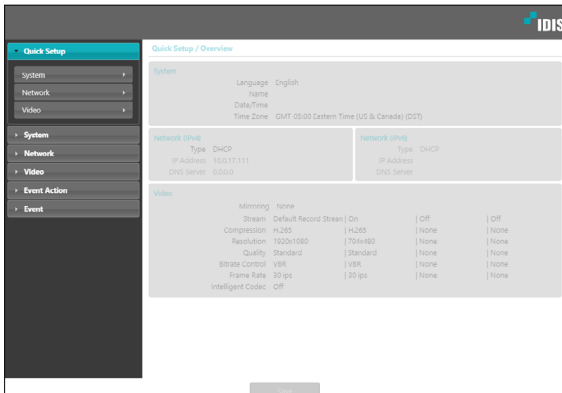 IDIS
Quick Setup
System
Network
Video
System
Network
Video
Event Action
Event
Quick Setup / Overview
System
Language English
Name
Date/Time
Time Zone GMT-05:00 Eastern Time (US & Canada) (DST)
Network (IPv4)
Type DHCP
IP Address 10.0.17.111
DNS Server 0.0.0.0
Network (IPv6)
Type DHCP
IP Address
DNS Server
Video
Mirroring None
Stream Default Record Strean | On | Off | Off
Compression H.265 | H.265 | None | None
Resolution 1920x1080 | 704x480 | None | None
Quality Standard | Standard | None | None
Bitrate Control VBR | VBR | None | None
Frame Rate 30 ips | 30 ips | None | None
Intelligent Codec Off